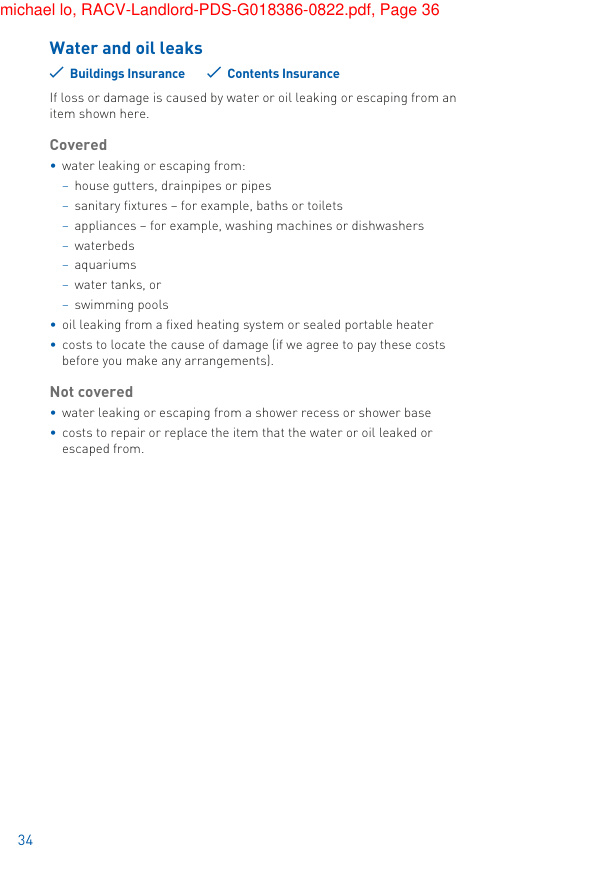 michael lo, RACV-Landlord-PDS-G018386-0822.pdf, Page 36
Water and oil leaks
✓ Buildings Insurance ✓ Contents Insurance
If loss or damage is caused by water or oil leaking or escaping from an
item shown here.
Covered
• water leaking or escaping from:
– house gutters, drainpipes or pipes
– sanitary fixtures – for example, baths or toilets
– appliances – for example, washing machines or dishwashers
– waterbeds
– aquariums
– water tanks, or
– swimming pools
• oil leaking from a fixed heating system or sealed portable heater
• costs to locate the cause of damage (if we agree to pay these costs
before you make any arrangements).
Not covered
• water leaking or escaping from a shower recess or shower base
• costs to repair or replace the item that the water or oil leaked or
escaped from.
34